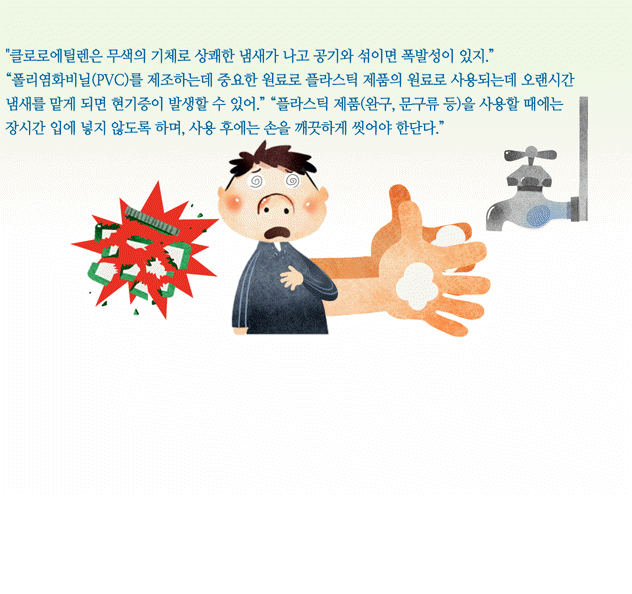 "클로로에틸렌은 무색의 기체로 상쾌한 냄새가 나고 공기와 섞이면 폭발성이 있지.”
“폴리염화비닐(PVC)를 제조하는데 중요한 원료로 플라스틱 제품의 원료로 사용되는데 오랜시간
냄새를 맡게 되면 현기증이 발생할 수 있어.” “플라스틱 제품(완구, 문구류 등)을 사용할 때에는
장시간 입에 넣지 않도록 하며, 사용 후에는 손을 깨끗하게 씻어야 한단다.”